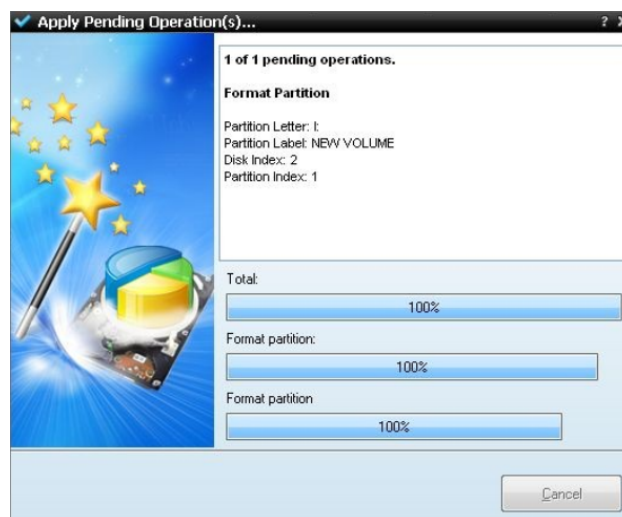 Apply Pending Operation(s)...
?
1 of 1 pending operations.
Format Partition
Partition Letter: I:
Partition Label: NEW VOLUME
Disk Index: 2
Partition Index: 1
Total:
100%
Format partition:
100%
Format partition
100%
Cancel